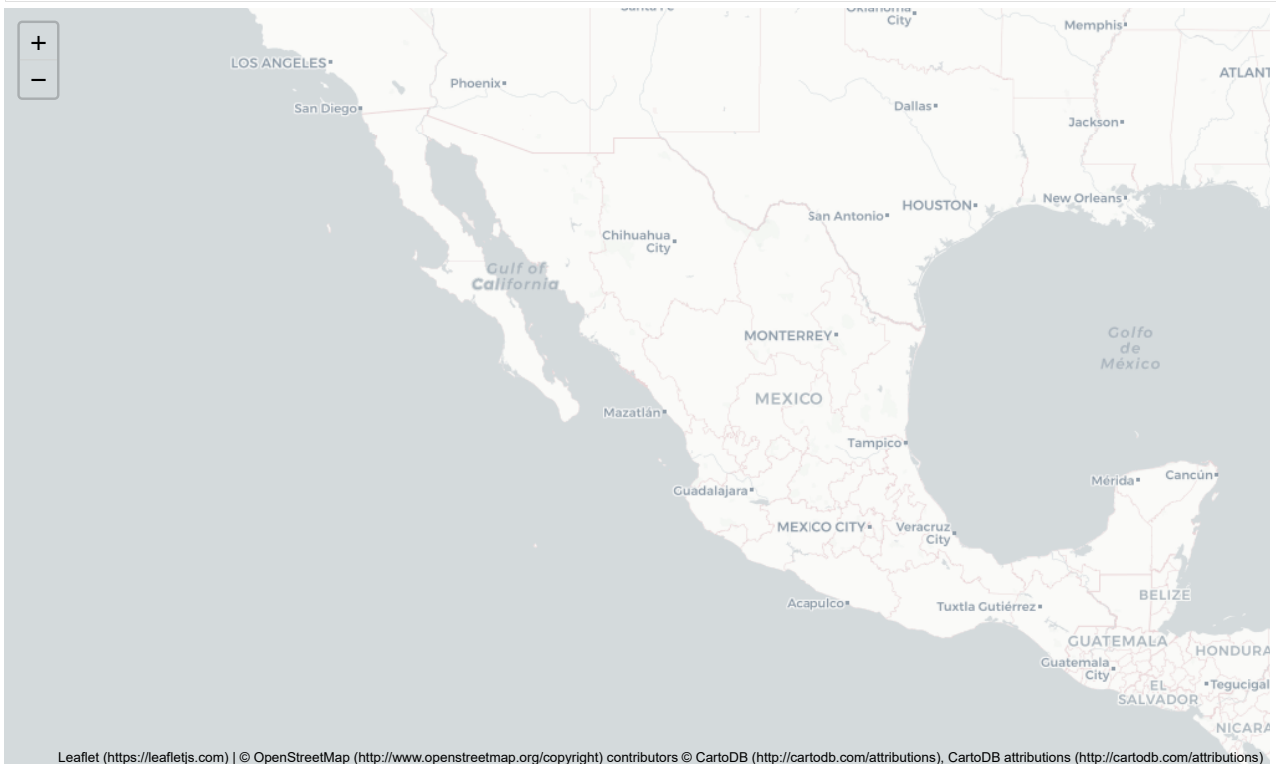 Santa Fe
Oklahoma
City
Memphis
+
LOS ANGELES
ATLANT
−
Phoenix
San Diego
Dallas
Jackson
New Orleans
HOUSTON
San Antonio
Chihuahua
City
Gulf of
California
MONTERREY
Golfo
de
México
MEXICO
Mazatlán
Tampico
Mérida
Cancún
Guadalajara
MEXICO CITY
Veracruz
City
BELIZE
Acapulco
Tuxtla Gutiérrez
GUATEMALA
HONDURA
Guatemala
City
EL
SALVADOR
Tegucigal
NICARA
Leaflet (https://leafletjs.com) | © OpenStreetMap (http://www.openstreetmap.org/copyright) contributors © CartoDB (http://cartodb.com/attributions), CartoDB attributions (http://cartodb.com/attributions)